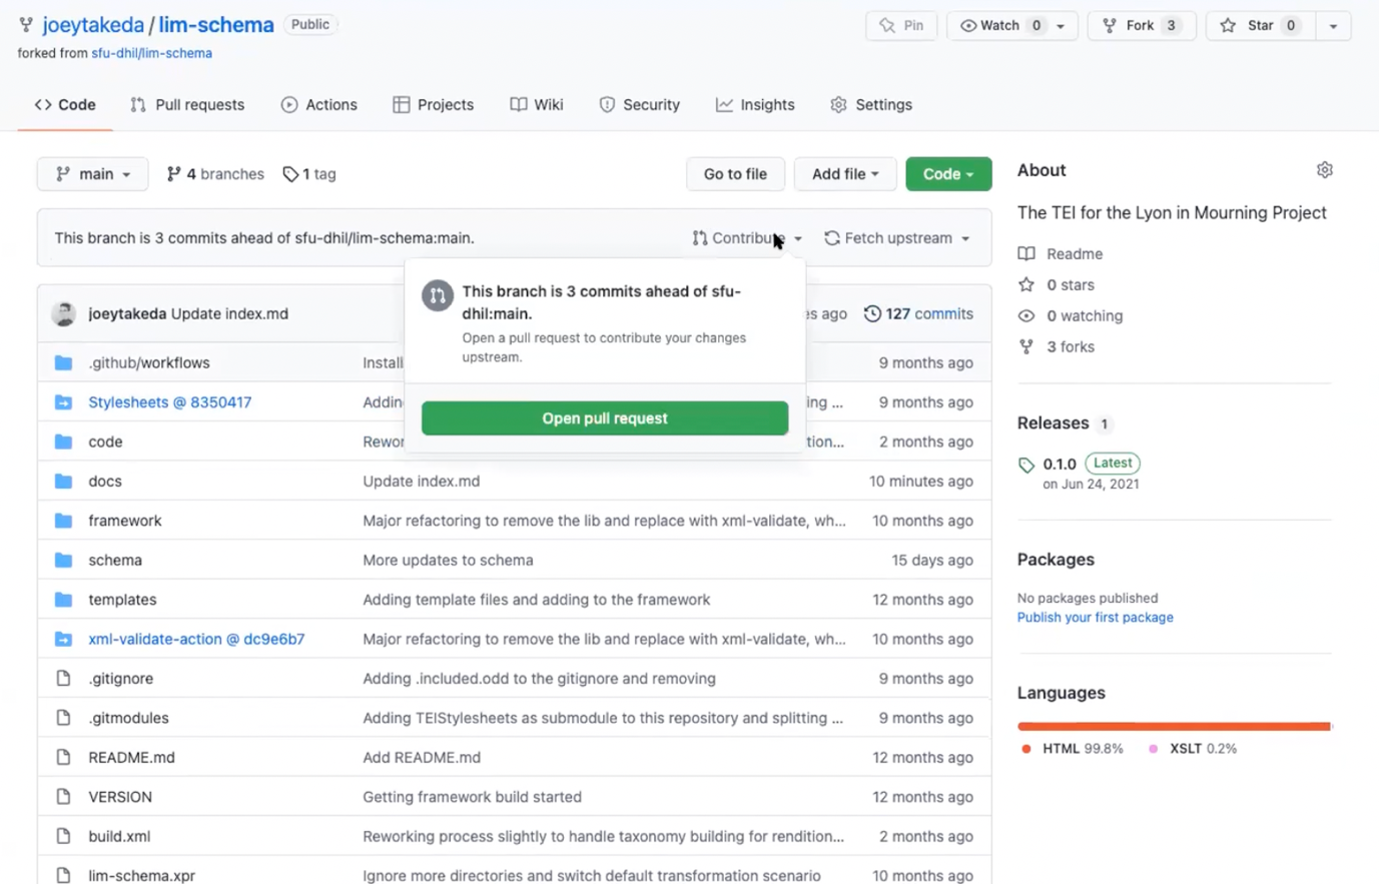 joeytakeda / lim-schema Public
Pin Watch 0 Fork 3 Star 0
forked from sfu-dhil/lim-schema
<> Code Pull requests Actions Projects Wiki Security Insights Settings
main 4 branches 1 tag Go to file Add file Code
This branch is 3 commits ahead of sfu-dhil/lim-schema:main. Contribute Fetch upstream
This branch is 3 commits ahead of sfu-
dhil:main.
Open a pull request to contribute your changes
upstream.
Open pull request
joeytakeda Update index.md ago 127 commits
.github/workflows 9 months ago
Stylesheets @ 8350417 ... 9 months ago
code 2 months ago
docs Update index.md 10 minutes ago
framework Major refactoring to remove the lib and replace with xml-validate, wh... 10 months ago
schema More updates to schema 15 days ago
templates Adding template files and adding to the framework 12 months ago
xml-validate-action @ dc9e6b7 Major refactoring to remove the lib and replace with xml-validate, wh... 10 months ago
.gitignore Adding .included.odd to the gitignore and removing 9 months ago
.gitmodules Adding TEIStylesheets as submodule to this repository and splitting ... 9 months ago
README.md Add README.md 12 months ago
VERSION Getting framework build started 12 months ago
build.xml Reworking process slightly to handle taxonomy building for rendition... 2 months ago
lim-schema.xpr Ignore more directories and switch default transformation scenario 10 months ago
About
The TEI for the Lyon in Mourning Project
Readme
0 stars
0 watching
3 forks
Releases 1
0.1.0 Latest
on Jun 24, 2021
Packages
No packages published
Publish your first package
Languages
HTML 99.8% XSLT 0.2%